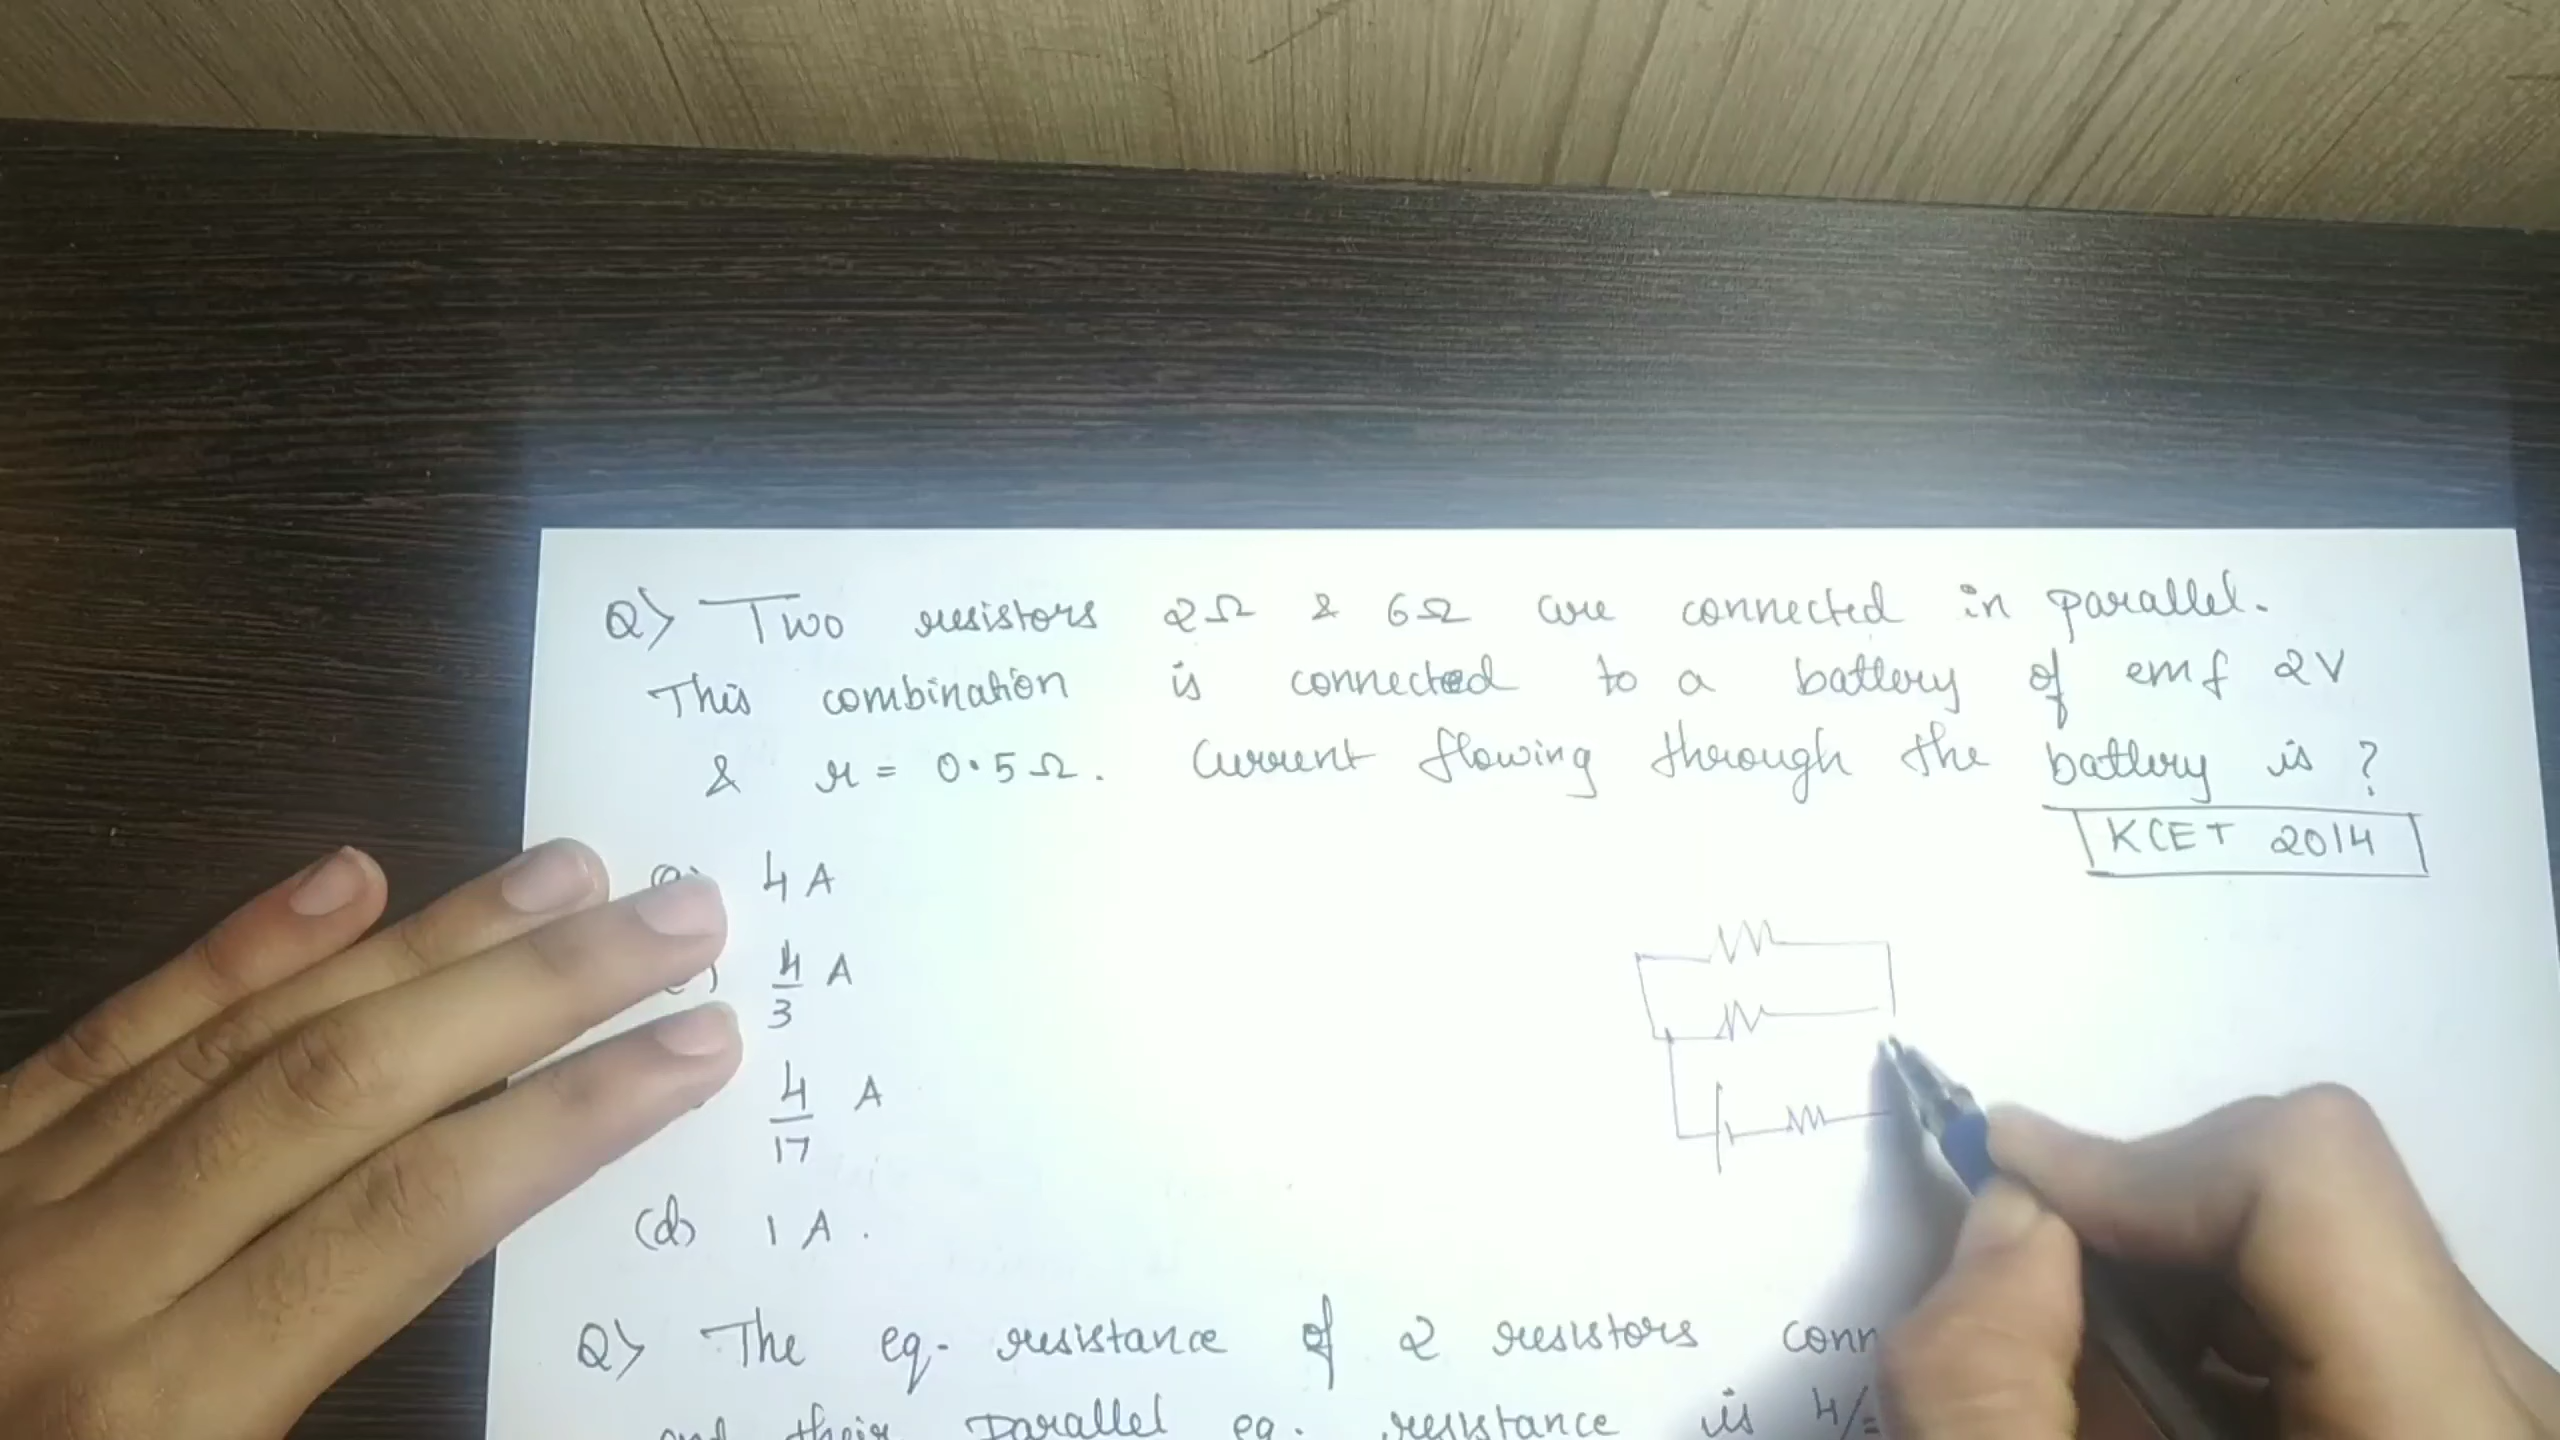 Q> Two resistors 2Ω & 6Ω are connected in parallel.
This combination is connected to a battery of emf 2V
& r = 0.5Ω. Current flowing through the battery is ?
KCET 2014
4 A
4/3 A
4/17 A
(d) 1 A.
Q> The eq. resistance of 2 resistors
and their parallel eq. resistance is 4/